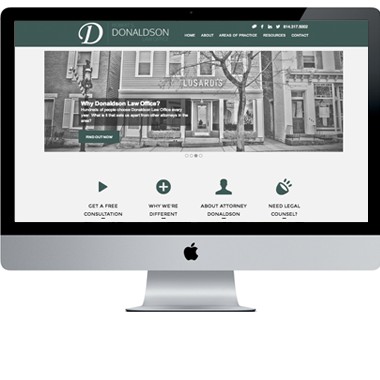 614.317.9262
D DONALDSON
HOME ABOUT AREAS OF PRACTICE RESOURCES CONTACT
LUSARDI'S
Why Donaldson Law Office?
Hundreds of people choose Donaldson Law Office every
year. What is it that sets us apart from other attorneys in the
area?
FIND OUT NOW
GET A FREE
CONSULTATION
WHY WE'RE
DIFFERENT
ABOUT ATTORNEY
DONALDSON
NEED LEGAL
COUNSEL?